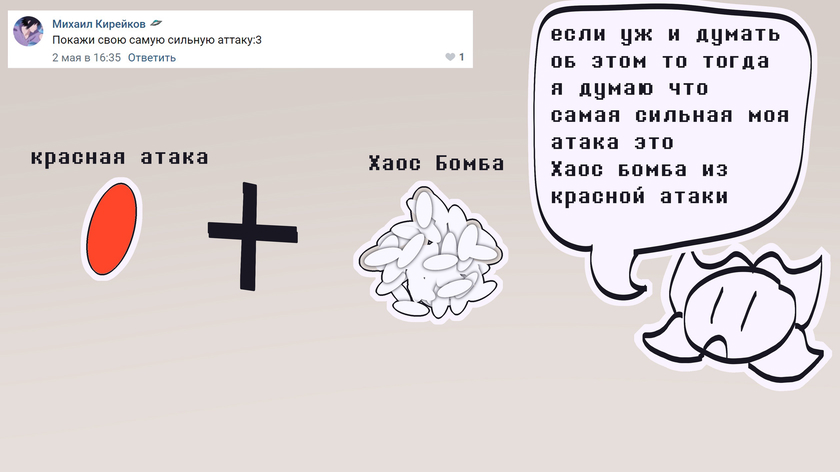 Михаил Кирейков
Покажи свою самую сильную аттаку:3
2 мая в 16:35 Ответить
1
если уж и думать
об этом то тогда
я думаю что
самая сильная моя
атака это
Хаос бомба из
красной атаки
красная атака
Хаос Бомба